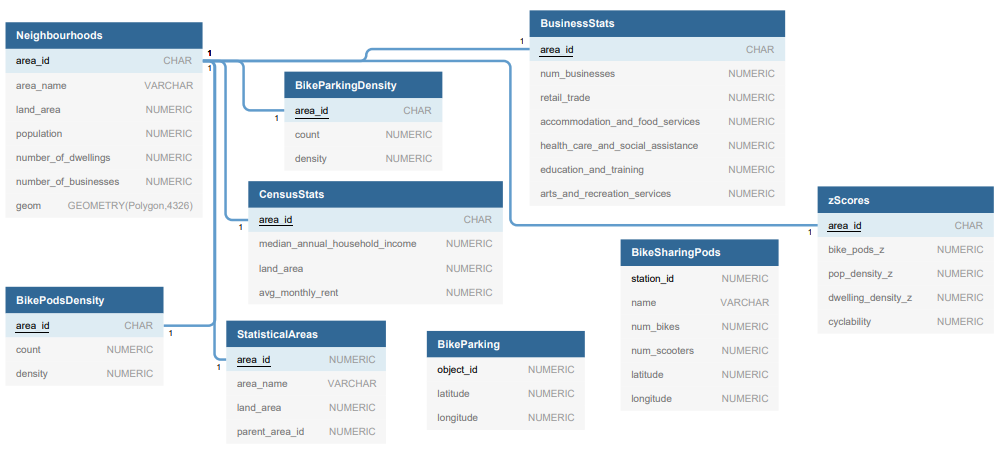 Neighbourhoods
area_id CHAR
area_name VARCHAR
land_area NUMERIC
population NUMERIC
number_of_dwellings NUMERIC
number_of_businesses NUMERIC
geom GEOMETRY(Polygon,4326)
1
1
BikeParkingDensity
area_id CHAR
count NUMERIC
density NUMERIC
1
BusinessStats
area_id CHAR
num_businesses NUMERIC
retail_trade NUMERIC
accommodation_and_food_services NUMERIC
health_care_and_social_assistance NUMERIC
education_and_training NUMERIC
arts_and_recreation_services NUMERIC
1
CensusStats
area_id CHAR
median_annual_household_income NUMERIC
land_area NUMERIC
avg_monthly_rent NUMERIC
1
zScores
area_id CHAR
bike_pods_z NUMERIC
pop_density_z NUMERIC
dwelling_density_z NUMERIC
cyclability NUMERIC
1
BikeSharingPods
station_id NUMERIC
name VARCHAR
num_bikes NUMERIC
num_scooters NUMERIC
latitude NUMERIC
longitude NUMERIC
BikePodsDensity
area_id CHAR
count NUMERIC
density NUMERIC
1
StatisticalAreas
area_id NUMERIC
area_name VARCHAR
land_area NUMERIC
parent_area_id NUMERIC
1
BikeParking
object_id NUMERIC
latitude NUMERIC
longitude NUMERIC